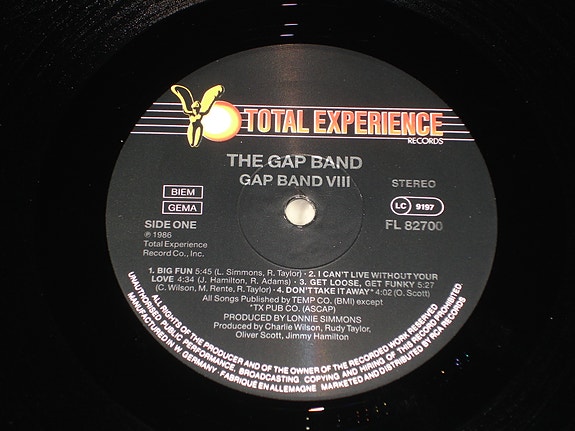 TOTAL EXPERIENCE
RECORDS
THE GAP BAND
GAP BAND VIII
BIEM
GEMA
STEREO
LC 9197
FL 82700
SIDE ONE
℗ 1986
Total Experience
Record Co., Inc.
1. BIG FUN 5:45 (L. Simmons, R. Taylor) · 2. I CAN'T LIVE WITHOUT YOUR
LOVE 4:34 (J. Hamilton, R. Adams) · 3. GET LOOSE, GET FUNKY 5:27
(C. Wilson, M. Rente, R. Taylor) · 4. DON'T TAKE IT AWAY* 4:02 (O. Scott)
All Songs Published by TEMP CO. (BMI) except
*TX PUB CO. (ASCAP)
PRODUCED BY LONNIE SIMMONS
Produced by Charlie Wilson, Rudy Taylor,
Oliver Scott, Jimmy Hamilton
ALL RIGHTS OF THE PRODUCER AND OF THE OWNER OF THE RECORDED WORK RESERVED
UNAUTHORISED PUBLIC PERFORMANCE, BROADCASTING, COPYING AND HIRING OF THIS RECORD PROHIBITED.
MANUFACTURED IN W. GERMANY · FABRIQUÉ EN ALLEMAGNE MARKETED AND DISTRIBUTED BY RCA RECORDS